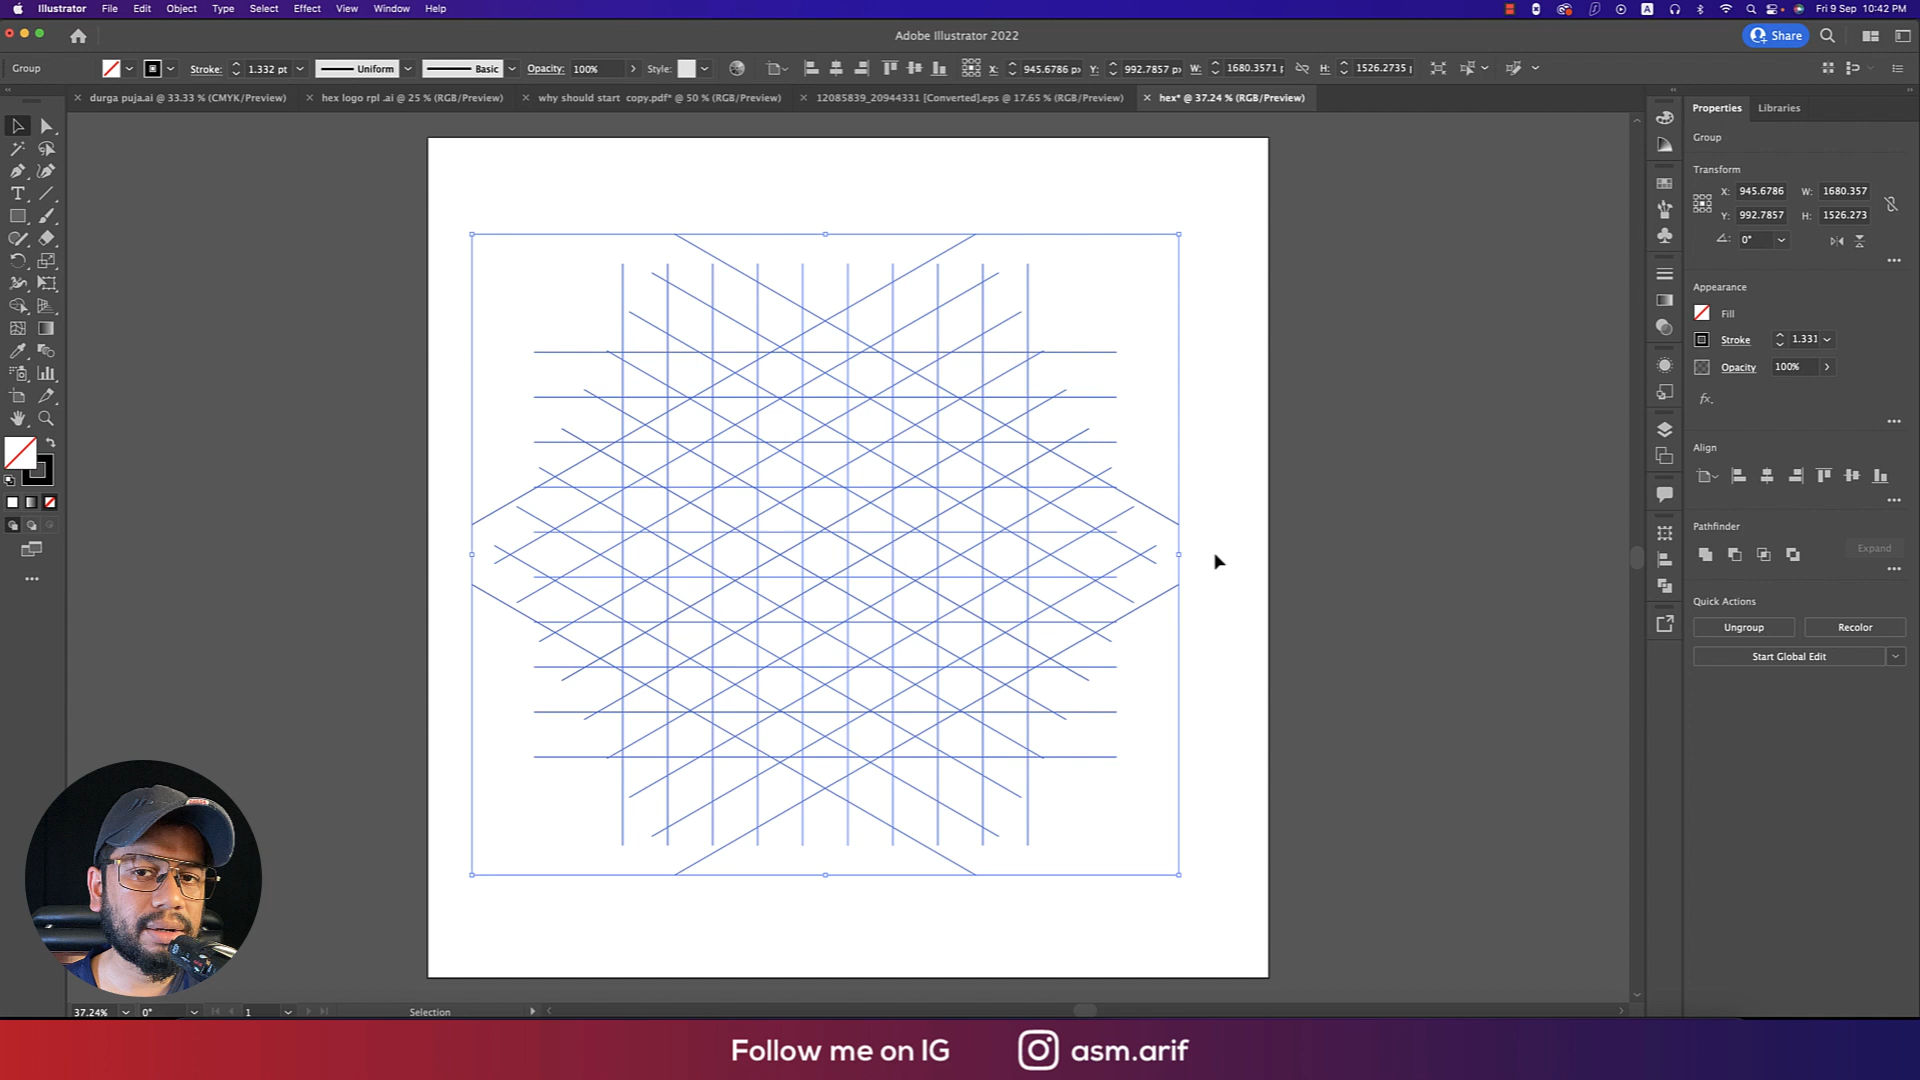 Illustrator File Edit Object Type Select Effect View Window Help
A
Fri 9 Sep 10:42 PM
Adobe Illustrator 2022
Share
Group
Stroke: 1.332 pt Uniform Basic Opacity: 100% Style: X: 945.6786 px Y: 992.7857 px W: 1680.3571 p H: 1526.2735 p
durga puja.ai @ 33.33 % (CMYK/Preview)
hex logo rpl .ai @ 25 % (RGB/Preview)
why should start copy.pdf* @ 50 % (RGB/Preview)
12085839_20944331 [Converted].eps @ 17.65 % (RGB/Preview)
hex* @ 37.24 % (RGB/Preview)
Properties Libraries
Group
Transform
X: 945.6786 W: 1680.357
Y: 992.7857 H: 1526.273
0°
Appearance
Fill
Stroke 1.331
Opacity 100%
fx.
Align
Pathfinder
Expand
Quick Actions
Ungroup Recolor
Start Global Edit
37.24% 0° 1 Selection
Follow me on IG asm.arif